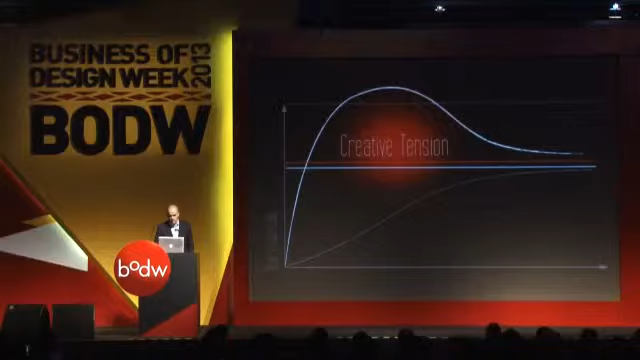 BUSINESS OF
DESIGN WEEK
2013
BODW
Creative Tension
bodw